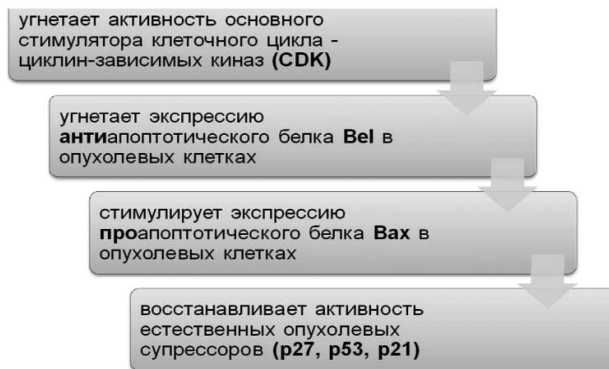 угнетает активность основного
стимулятора клеточного цикла -
циклин-зависимых киназ (CDK)
угнетает экспрессию
антиапоптотического белка Bel в
опухолевых клетках
стимулирует экспрессию
проапоптотического белка Bax в
опухолевых клетках
восстанавливает активность
естественных опухолевых
супрессоров (p27, p53, p21)